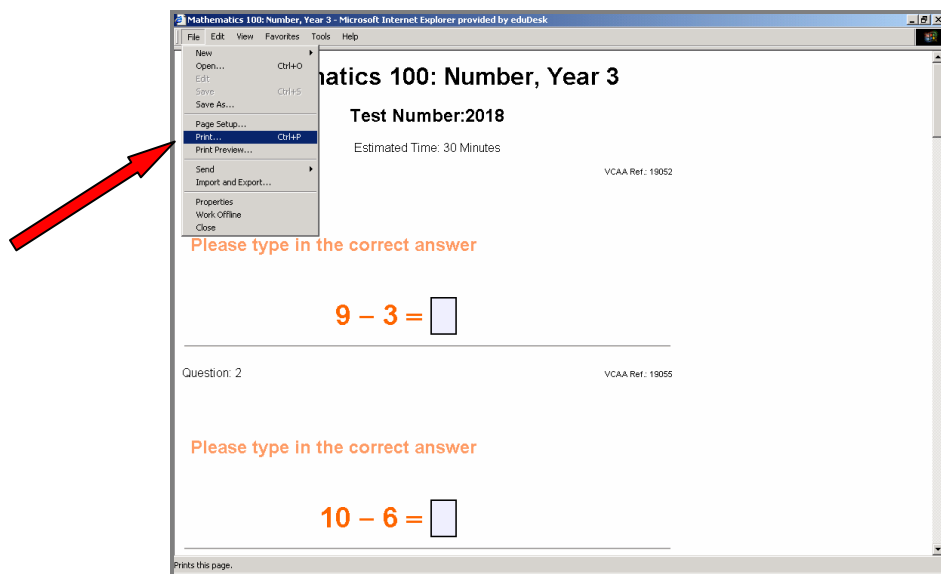 Mathematics 100: Number, Year 3 - Microsoft Internet Explorer provided by eduDesk
File Edit View Favorites Tools Help
New
Open... Ctrl+O
Edit
Save Ctrl+S
Save As...
Page Setup...
Print... Ctrl+P
Print Preview...
Send
Import and Export...
Properties
Work Offline
Close
atics 100: Number, Year 3
Test Number:2018
Estimated Time: 30 Minutes
VCAA Ref.: 19052
Please type in the correct answer
9 – 3 =
Question: 2 VCAA Ref.: 19055
Please type in the correct answer
10 – 6 =
Prints this page.